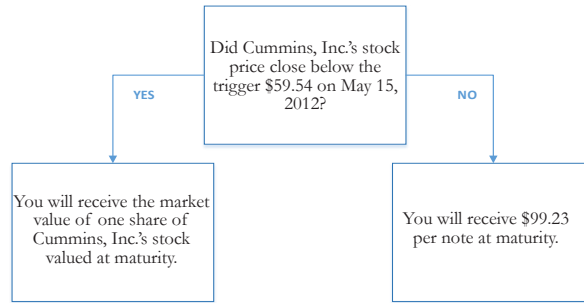 Did Cummins, Inc.'s stock
price close below the
trigger $59.54 on May 15,
2012?
YES
NO
You will receive the market
value of one share of
Cummins, Inc.'s stock
valued at maturity.
You will receive $99.23
per note at maturity.